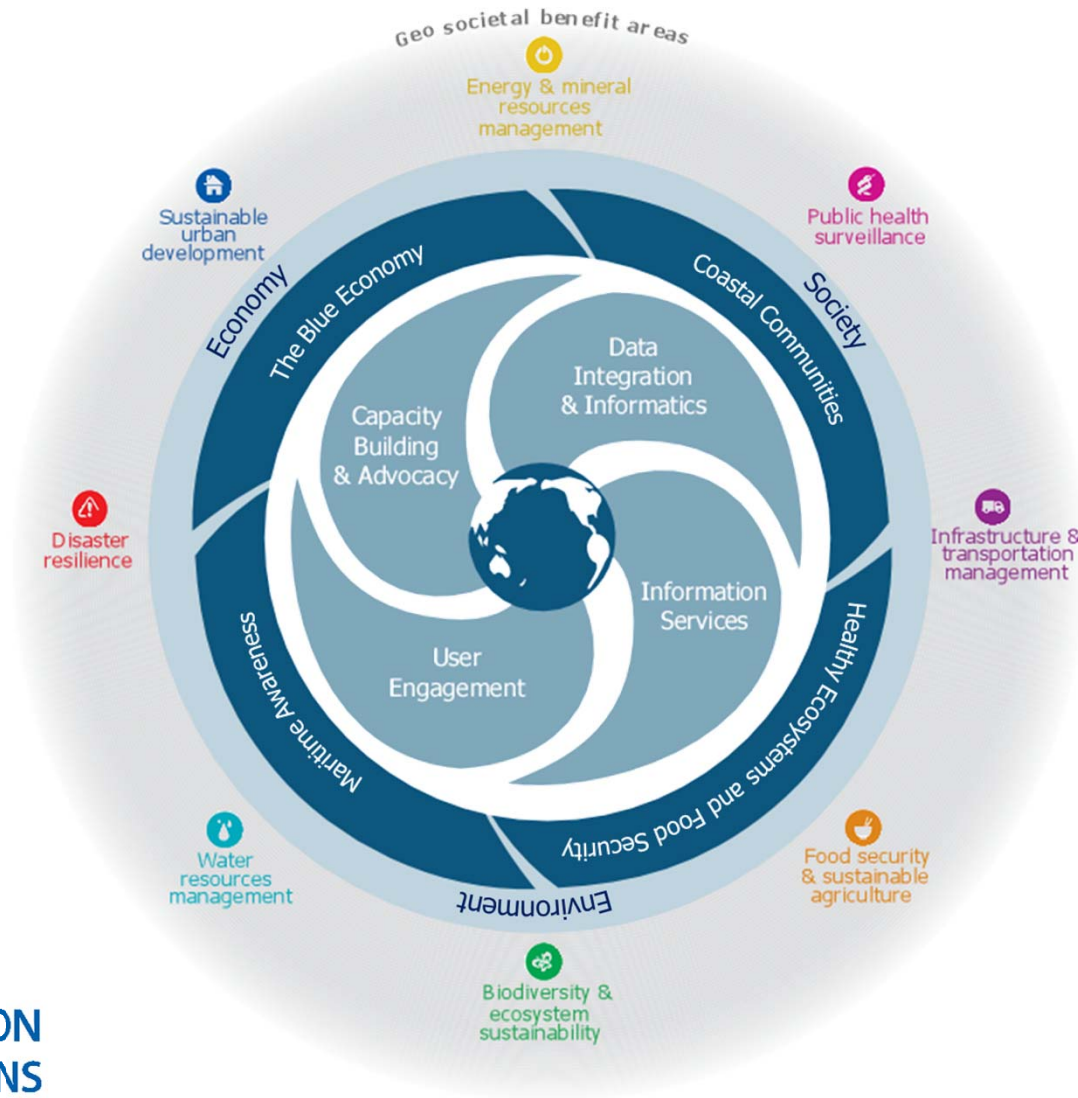 Geo societal benefit areas
Energy & mineral
resources
management
Sustainable
urban
development
Public health
surveillance
Economy
The Blue Economy
Coastal Communities
Society
Data
Integration
& Informatics
Capacity
Building
& Advocacy
Disaster
resilience
Infrastructure &
transportation
management
Information
Services
User
Engagement
Maritime Awareness
Healthy Ecosystems and Food Security
Water
resources
management
Food security
& sustainable
agriculture
Environment
Biodiversity &
ecosystem
sustainability
ON
NS